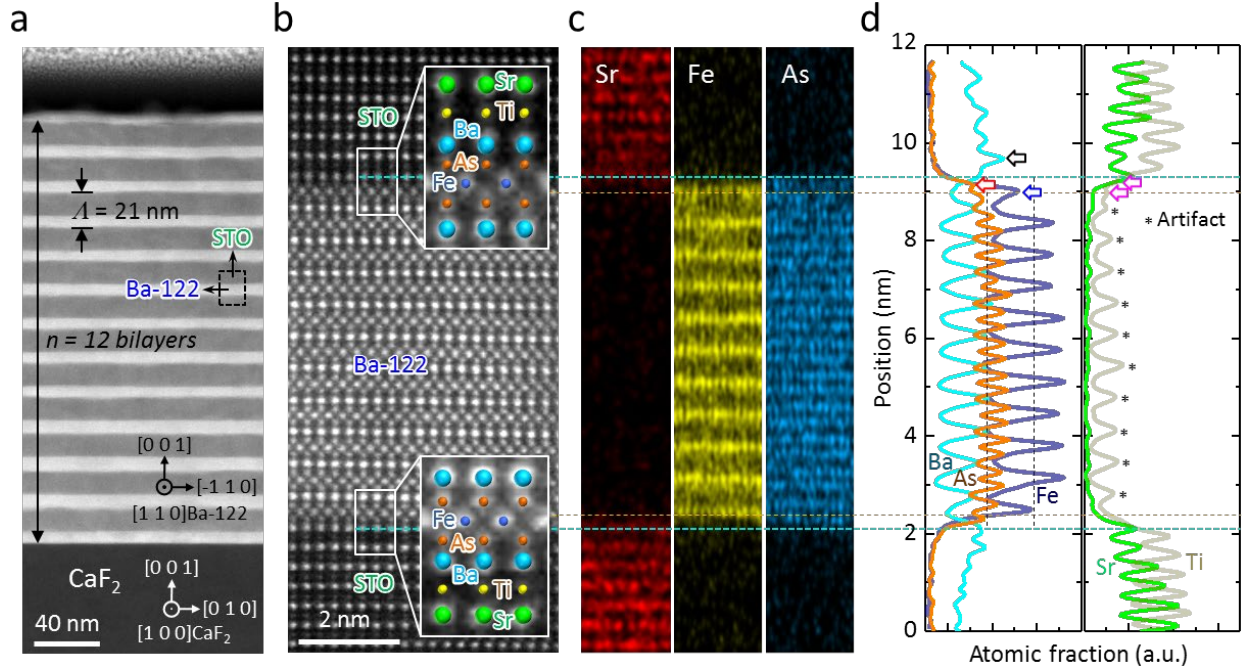 a
Λ = 21 nm
STO
Ba-122
n = 12 bilayers
[0 0 1]
[-1 1 0]
[1 1 0]Ba-122
CaF2
[0 0 1]
[0 1 0]
[1 0 0]CaF2
40 nm
b
STO
Sr
Ti
Ba
As
Fe
Ba-122
Fe
As
Ba
Ti
Sr
STO
2 nm
c
Sr
Fe
As
d
Position (nm)
12
10
8
6
4
2
0
* Artifact
*
*
*
*
*
*
*
*
*
*
Ba
As
Fe
Sr
Ti
Atomic fraction (a.u.)